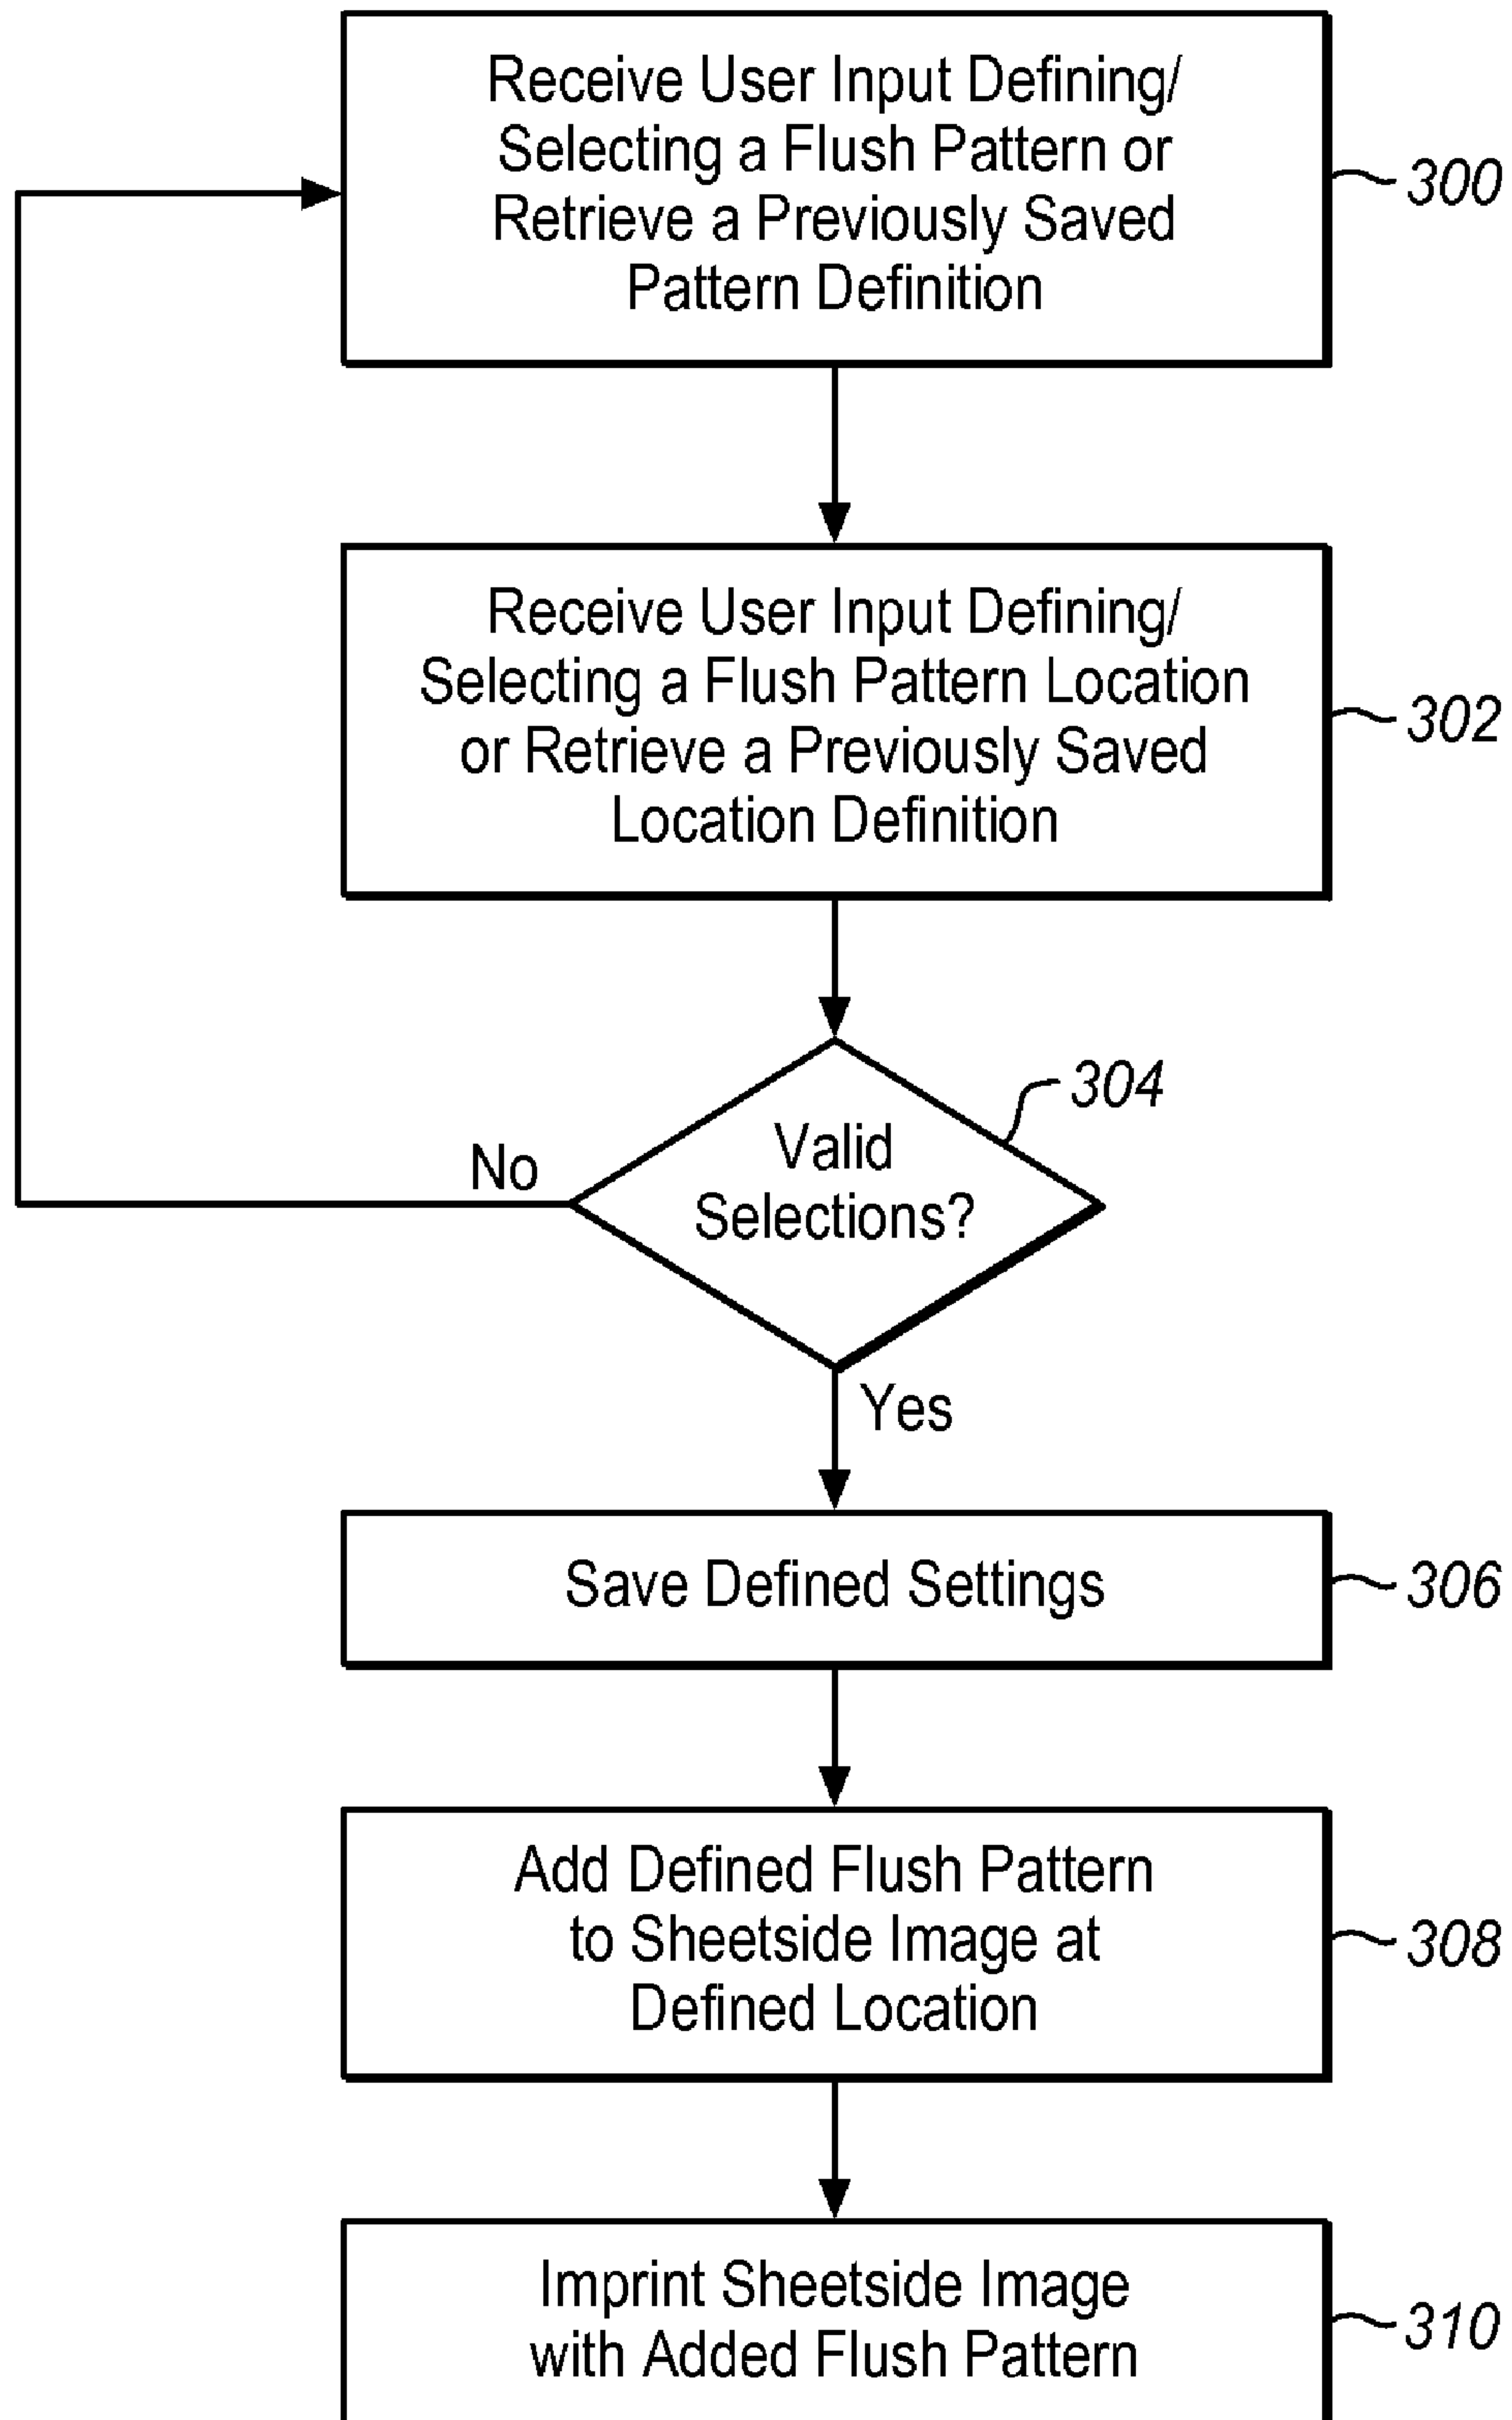 Receive User Input Defining/
Selecting a Flush Pattern or
Retrieve a Previously Saved
Pattern Definition
300
Receive User Input Defining/
Selecting a Flush Pattern Location
or Retrieve a Previously Saved
Location Definition
302
304
Valid
Selections?
No
Yes
Save Defined Settings
306
Add Defined Flush Pattern
to Sheetside Image at
Defined Location
308
Imprint Sheetside Image
with Added Flush Pattern
310